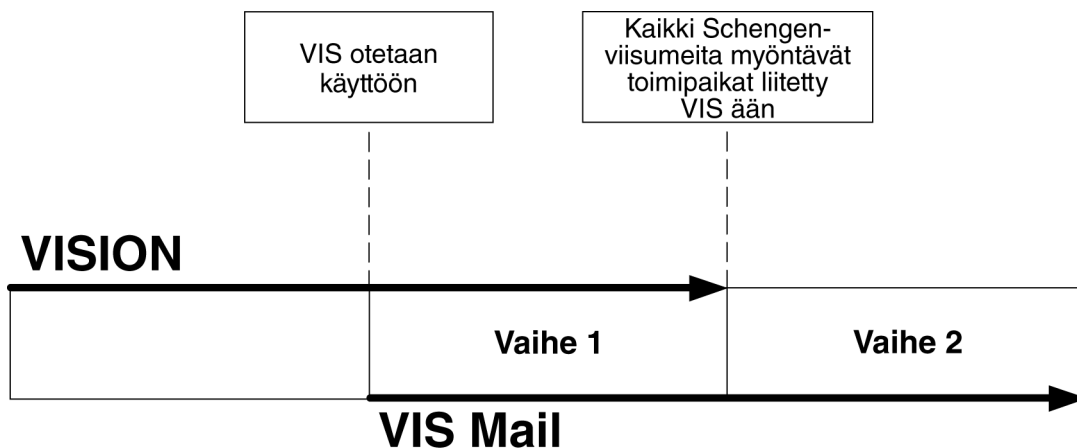 VIS otetaan
käyttöön
Kaikki Schengen-
viisumeita myöntävät
toimipaikat liitetty
VIS ään
VISION
Vaihe 1
Vaihe 2
VIS Mail